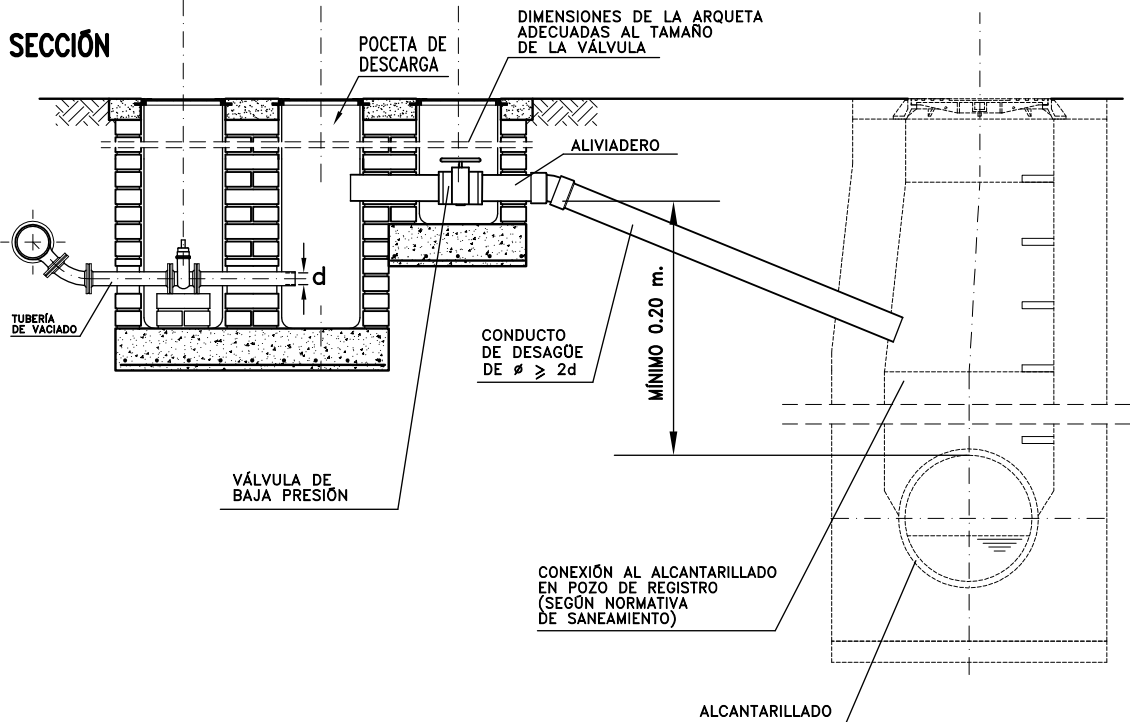 SECCIÓN
POCETA DE
DESCARGA
DIMENSIONES DE LA ARQUETA
ADECUADAS AL TAMAÑO
DE LA VÁLVULA
ALIVIADERO
d
TUBERÍA
DE VACIADO
CONDUCTO
DE DESAGÜE
DE ø ≥ 2d
MÍNIMO 0.20 m.
VÁLVULA DE
BAJA PRESIÓN
CONEXIÓN AL ALCANTARILLADO
EN POZO DE REGISTRO
(SEGÚN NORMATIVA
DE SANEAMIENTO)
ALCANTARILLADO